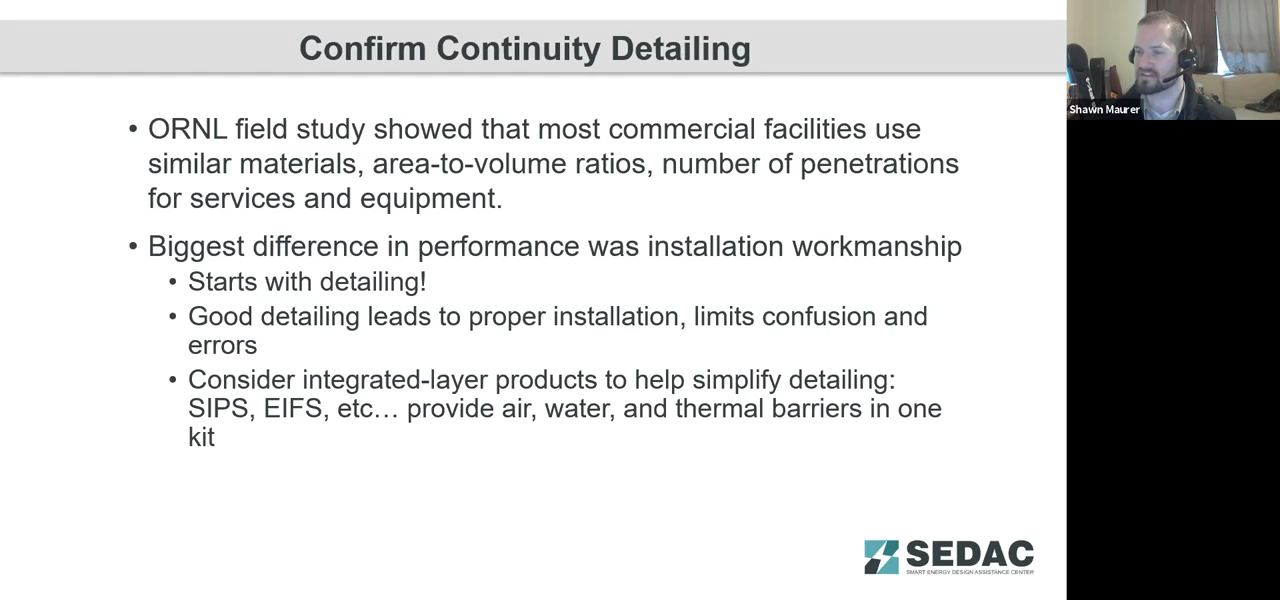 Confirm Continuity Detailing
• ORNL field study showed that most commercial facilities use
similar materials, area-to-volume ratios, number of penetrations
for services and equipment.
• Biggest difference in performance was installation workmanship
• Starts with detailing!
• Good detailing leads to proper installation, limits confusion and
errors
• Consider integrated-layer products to help simplify detailing:
SIPS, EIFS, etc… provide air, water, and thermal barriers in one
kit
SEDAC
SMART ENERGY DESIGN ASSISTANCE CENTER
Shawn Maurer